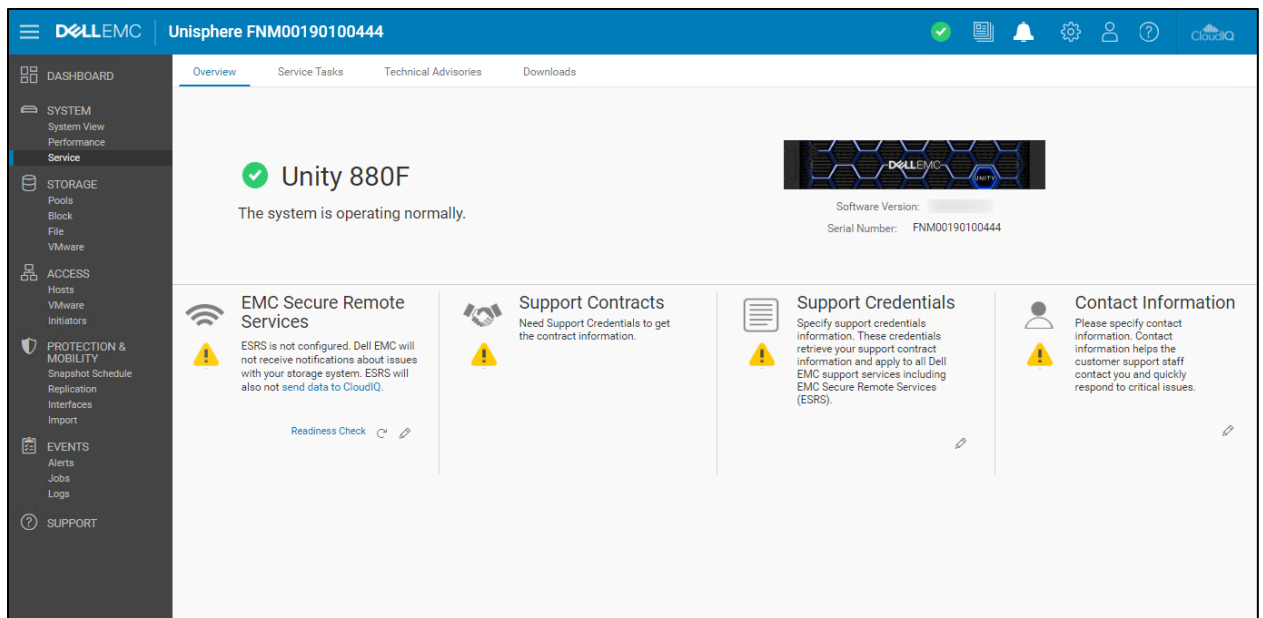 DELLEMC
Unisphere FNM00190100444
CloudIQ
DASHBOARD
SYSTEM
System View
Performance
Service
STORAGE
Pools
Block
File
VMware
ACCESS
Hosts
VMware
Initiators
PROTECTION &
MOBILITY
Snapshot Schedule
Replication
Interfaces
Import
EVENTS
Alerts
Jobs
Logs
SUPPORT
Overview Service Tasks Technical Advisories Downloads
Unity 880F
The system is operating normally.
DELLEMC
UNITY
Software Version:
Serial Number: FNM00190100444
EMC Secure Remote
Services
ESRS is not configured. Dell EMC will
not receive notifications about issues
with your storage system. ESRS will
also not send data to CloudIQ.
Readiness Check
Support Contracts
Need Support Credentials to get
the contract information.
Support Credentials
Specify support credentials
information. These credentials
retrieve your support contract
information and apply to all Dell
EMC support services including
EMC Secure Remote Services
(ESRS).
Contact Information
Please specify contact
information. Contact
information helps the
customer support staff
contact you and quickly
respond to critical issues.